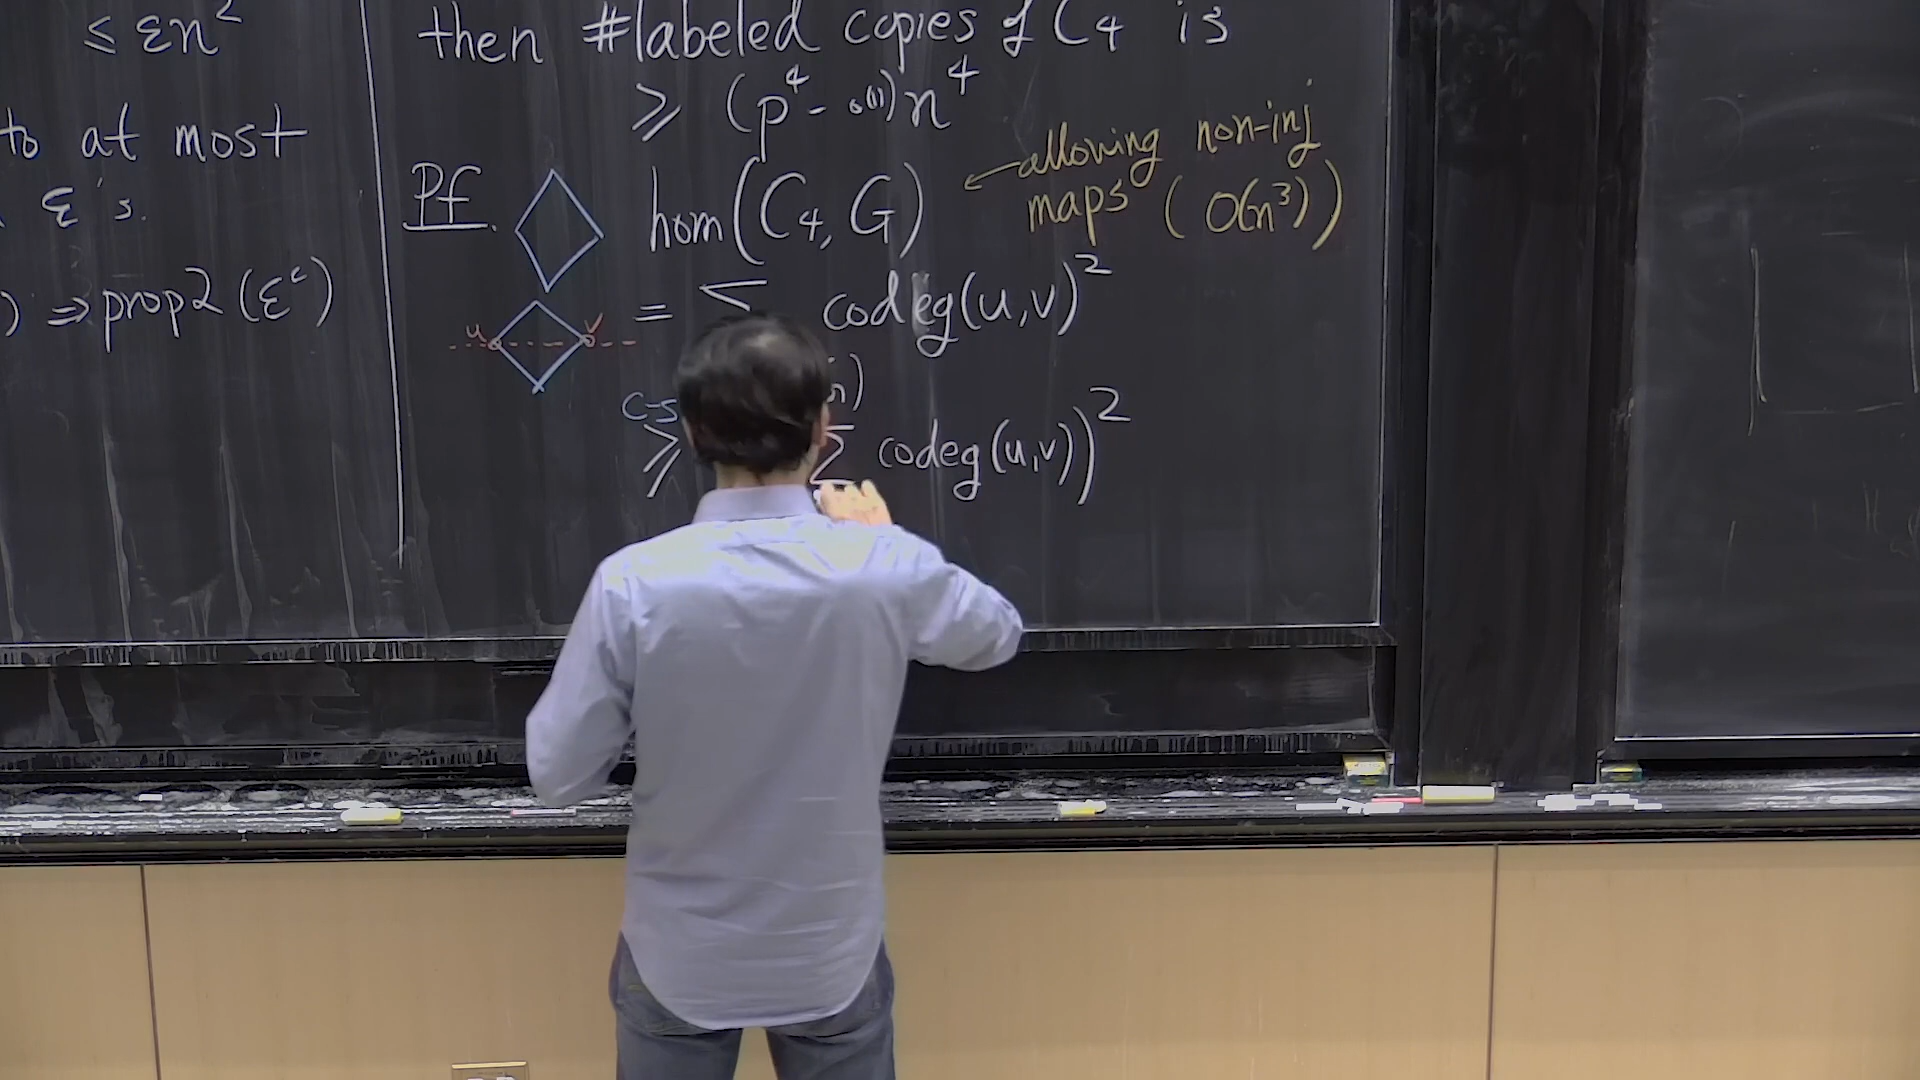 ≤ εn²
to at most
ε's.
) ⇒ prop2 (ε^c)
then #labeled copies of C₄ is
≥ (p⁴ - o(1)) n⁴
Pf.
hom(C₄, G)
← allowing non-inj
maps (O(n³))
u
v
= Σ codeg(u,v)²
C-S
≥
Σ codeg(u,v))²